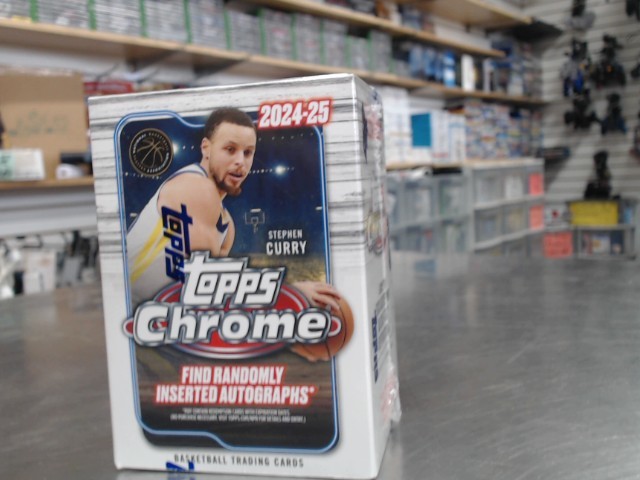 2024-25
STEPHEN
CURRY
topps
topps
Chrome
FIND RANDOMLY
INSERTED AUTOGRAPHS*
BASKETBALL TRADING CARDS